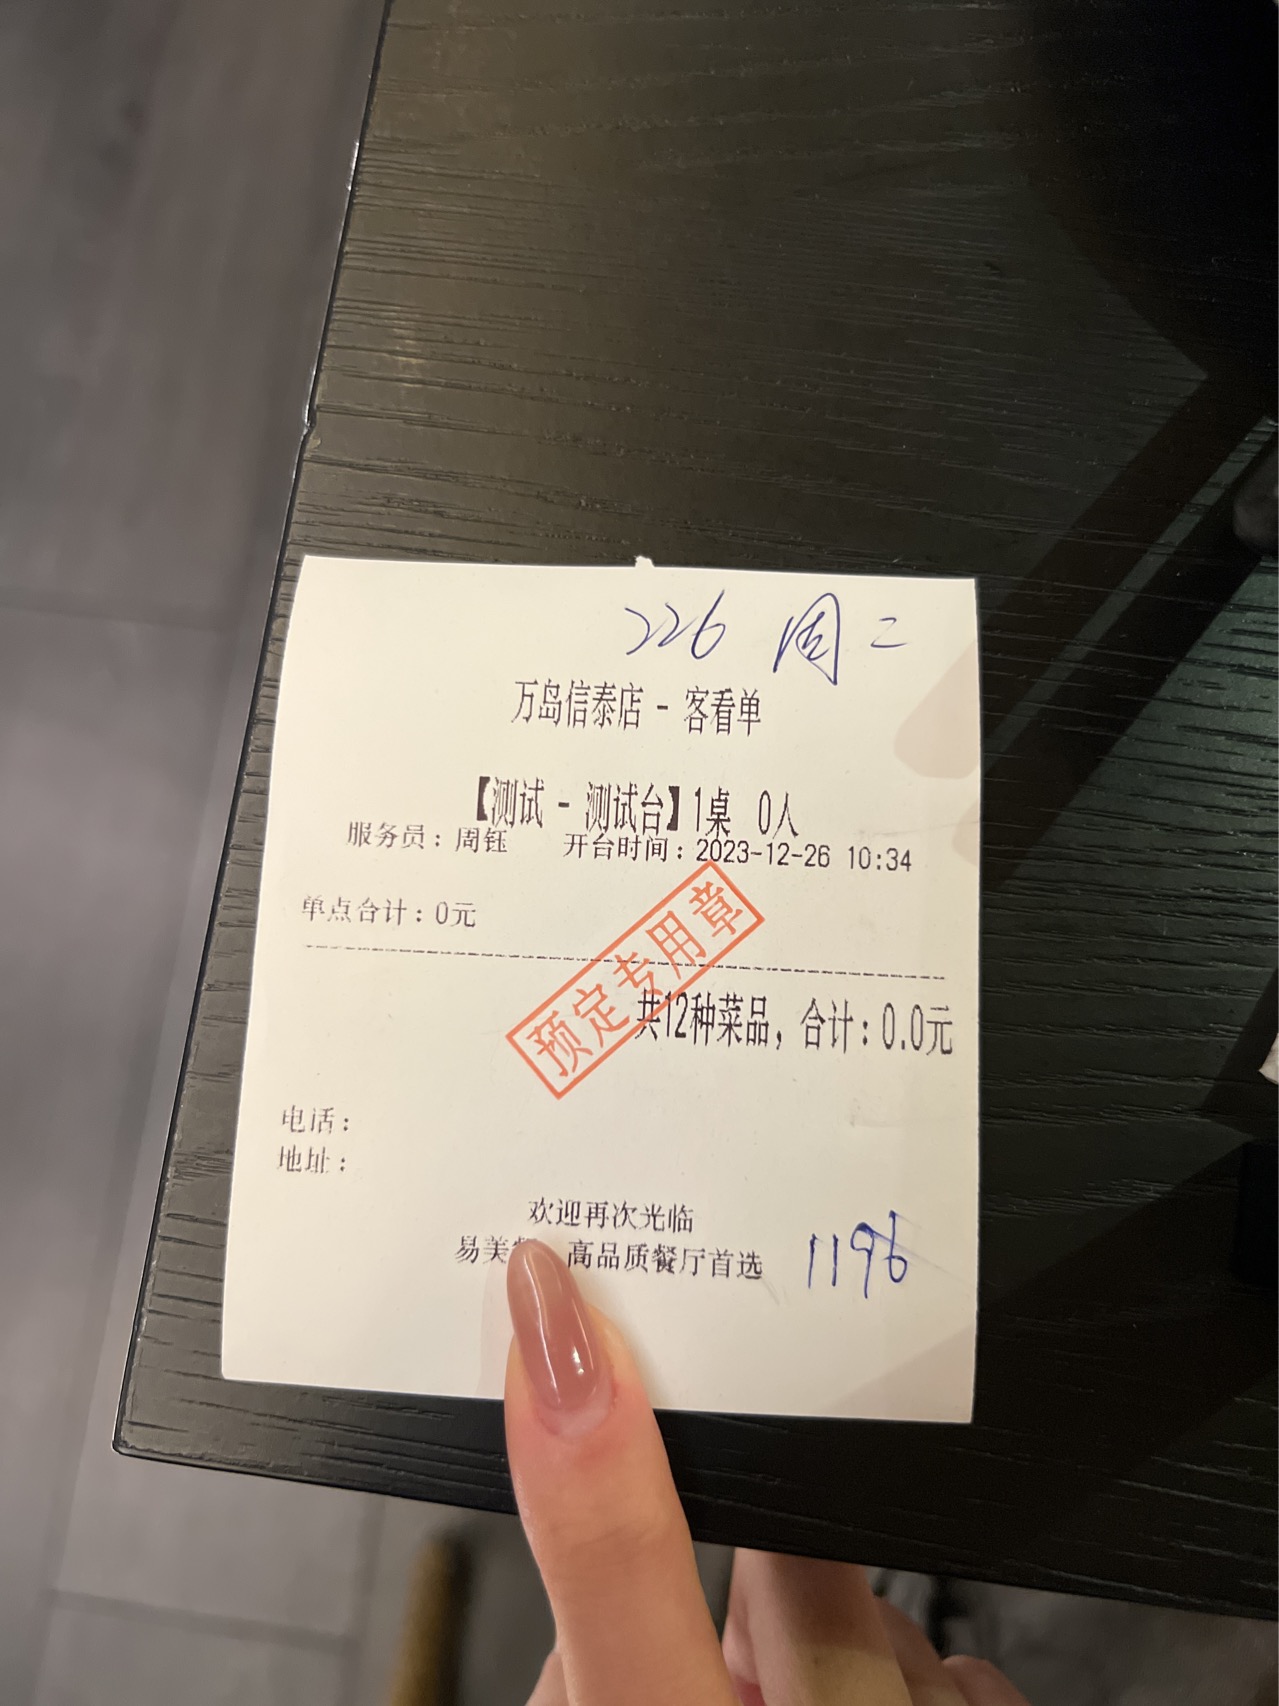 226 周二
万岛信泰店 - 客看单
【测试 - 测试台】1桌 0人
服务员：周钰 开台时间：2023-12-26 10:34
单点合计：0元
预定专用章
共12种菜品，合计：0.0元
电话：
地址：
欢迎再次光临
易美 高品质餐厅首选
1196